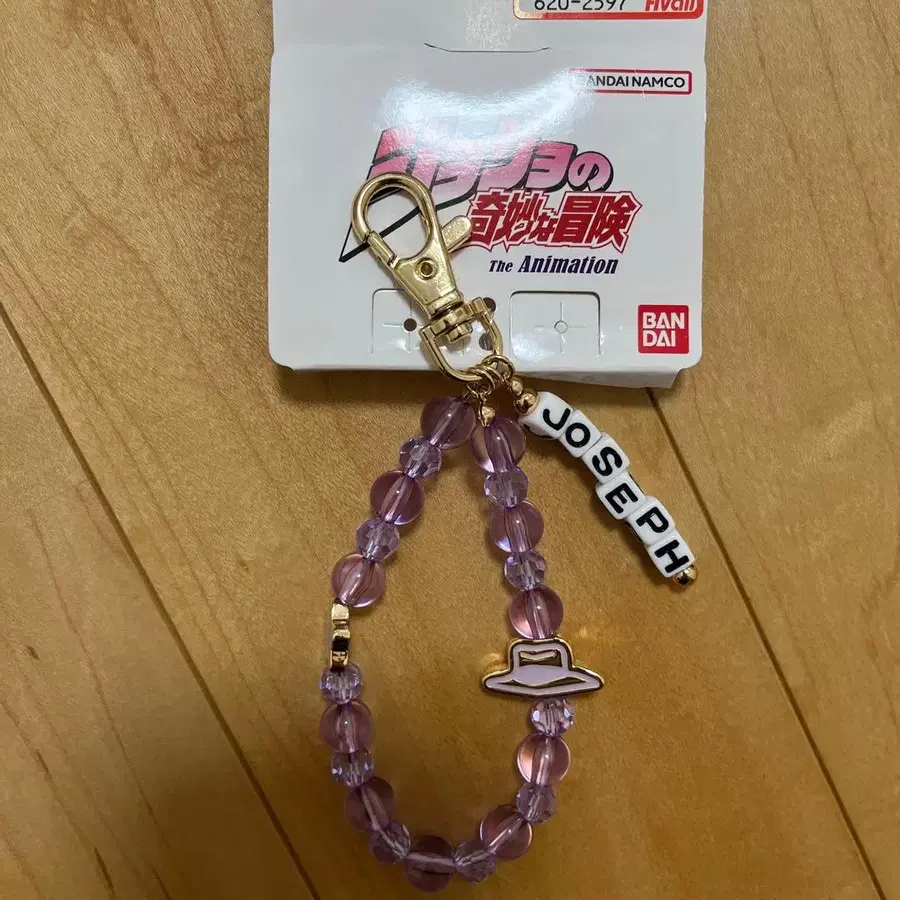 620-2597
BANDAI NAMCO
ジョジョの
奇妙な冒険
The Animation
BAN
DAI
JOSEPH